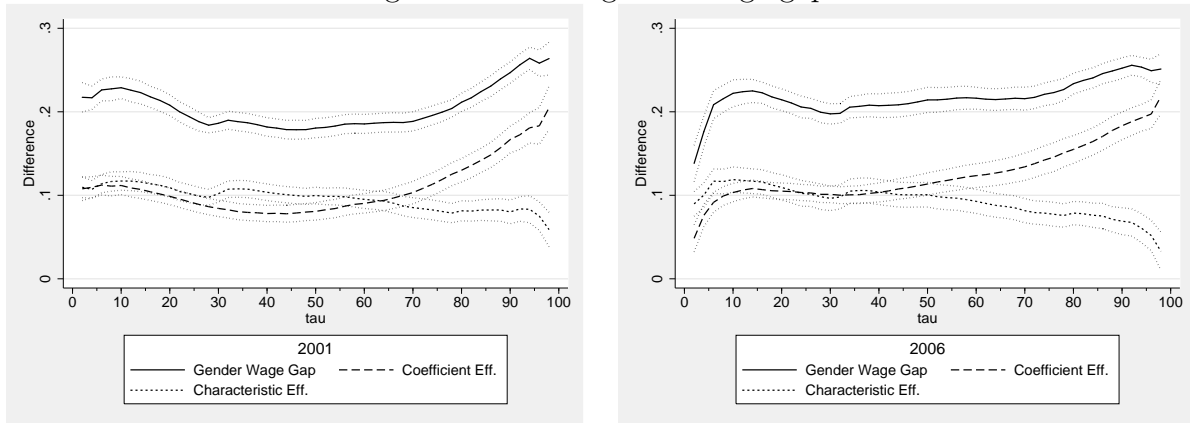 .3
.2
.1
0
Difference
0 10 20 30 40 50 60 70 80 90 100
tau
2001
Gender Wage Gap Coefficient Eff.
Characteristic Eff.
.3
.2
.1
0
Difference
0 10 20 30 40 50 60 70 80 90 100
tau
2006
Gender Wage Gap Coefficient Eff.
Characteristic Eff.